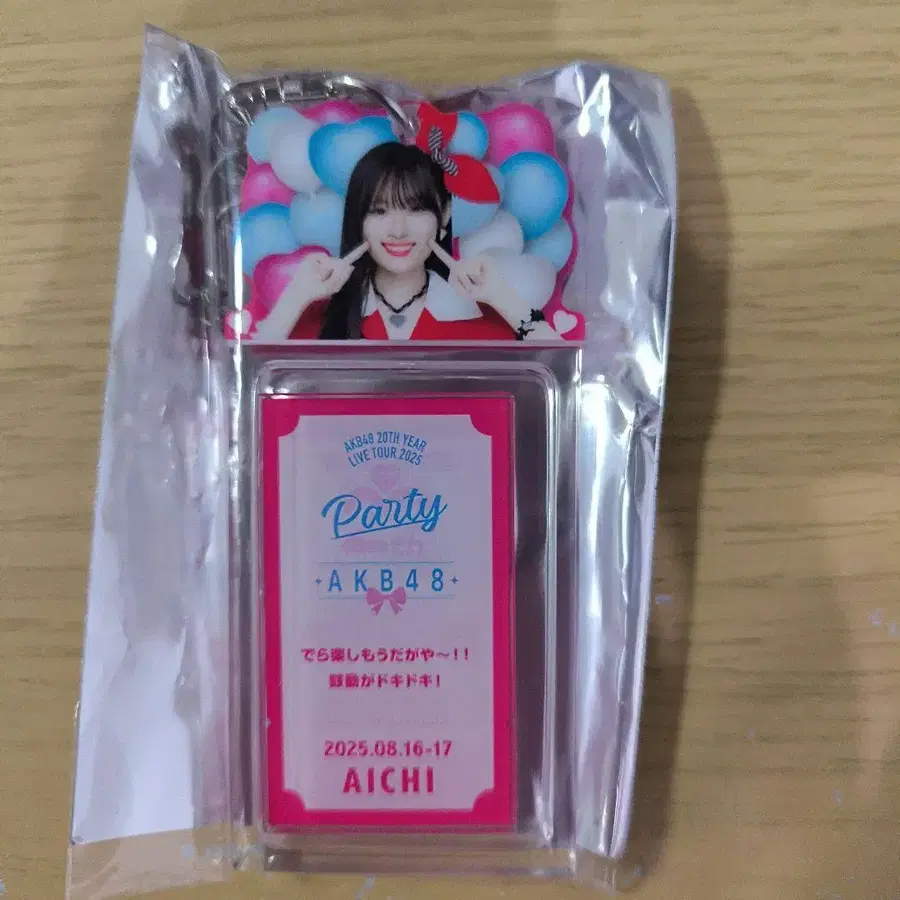 AKB48 20TH YEAR
LIVE TOUR 2025
Party
AKB48
でら楽しもうだがや〜!!
鼓動がドキドキ!
2025.08.16-17
AICHI